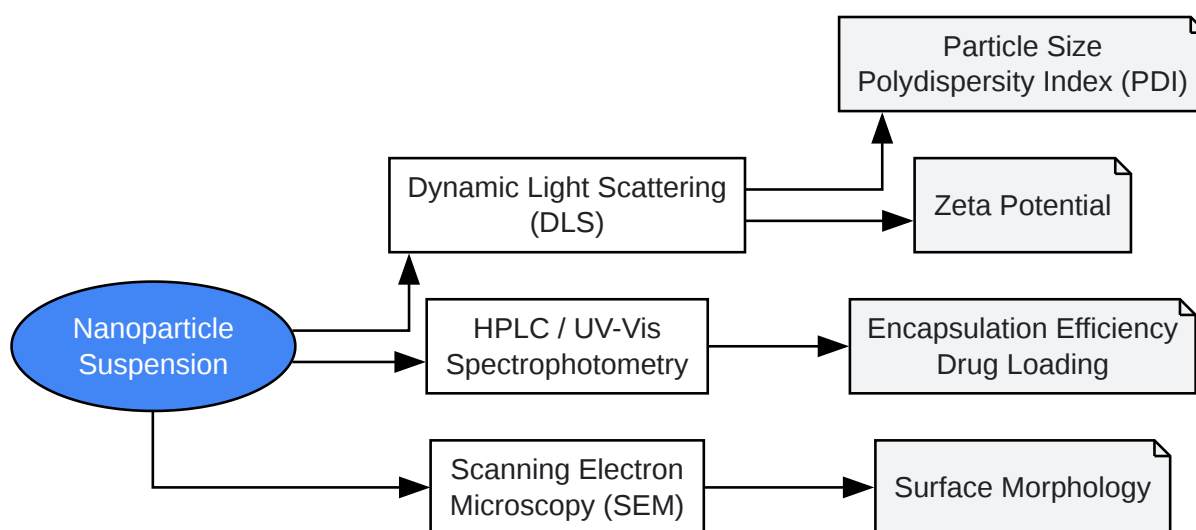 Particle Size
Polydispersity Index (PDI)
Dynamic Light Scattering
(DLS)
Zeta Potential
Nanoparticle
Suspension
HPLC / UV-Vis
Spectrophotometry
Encapsulation Efficiency
Drug Loading
Scanning Electron
Microscopy (SEM)
Surface Morphology